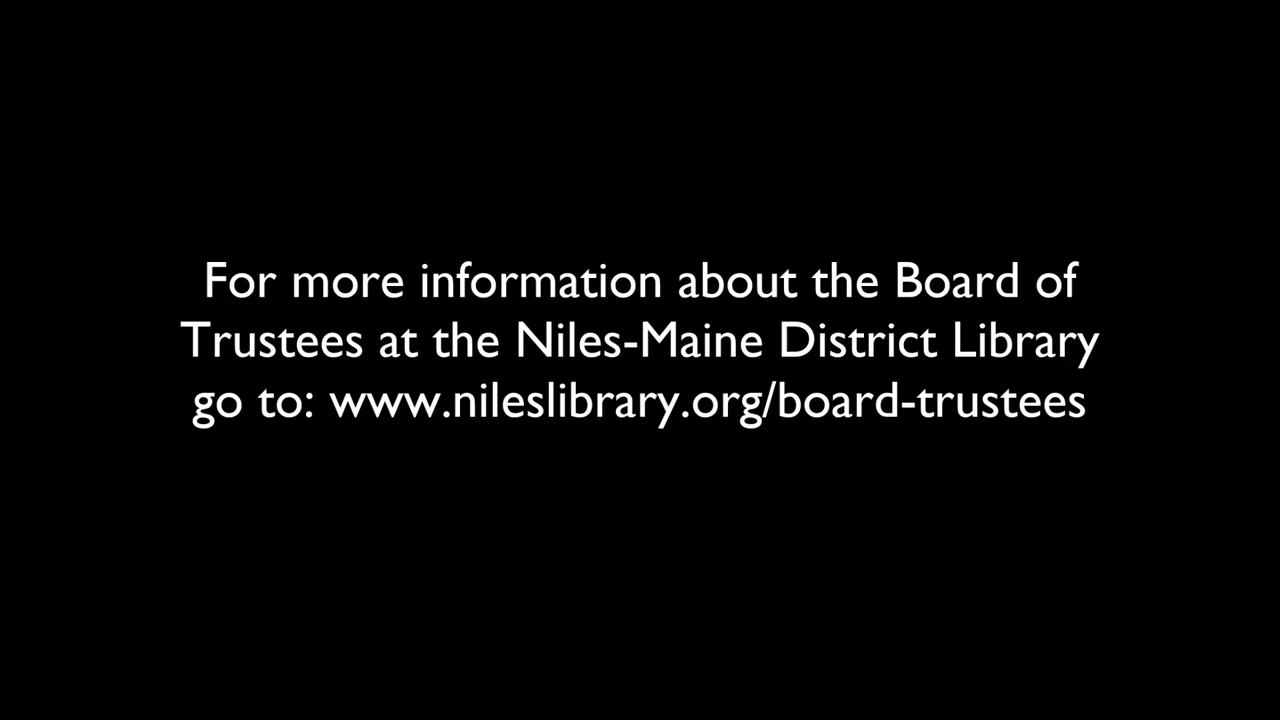 For more information about the Board of
Trustees at the Niles-Maine District Library
go to: www.nileslibrary.org/board-trustees